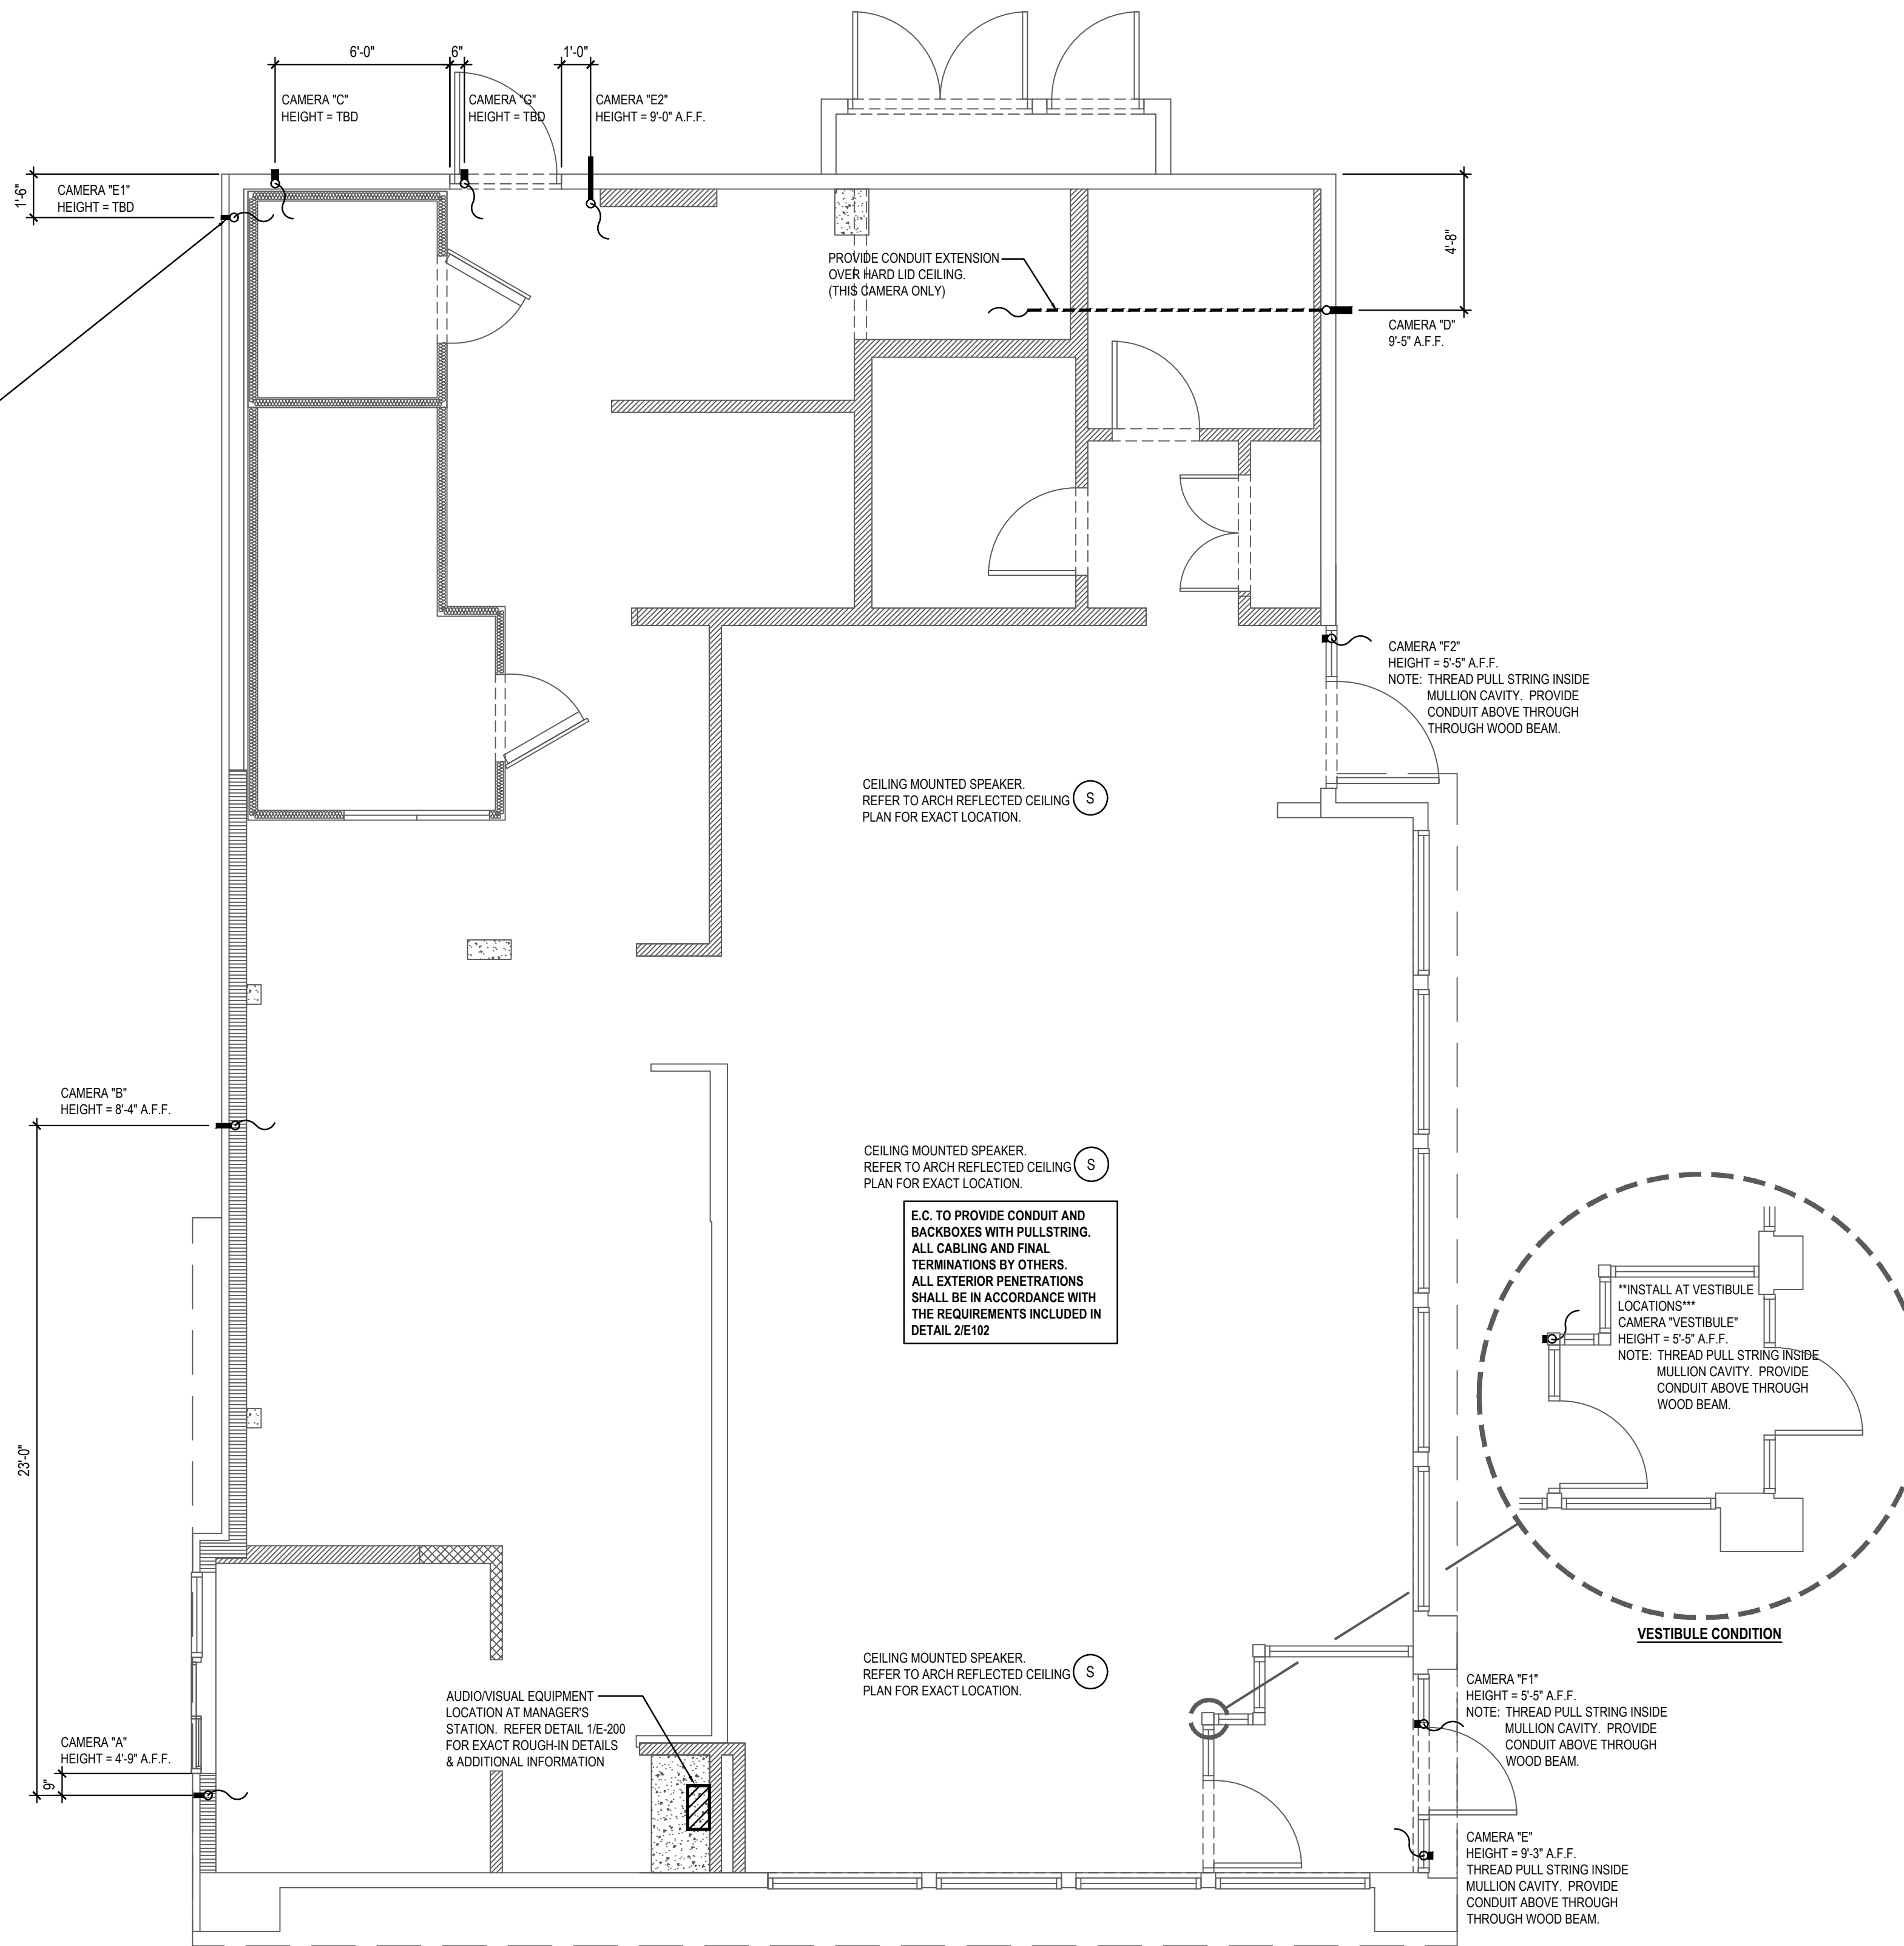 6'-0"
6"
1'-0"
CAMERA "C"
HEIGHT = TBD
CAMERA "G"
HEIGHT = TBD
CAMERA "E2"
HEIGHT = 9'-0" A.F.F.
1'-6"
CAMERA "E1"
HEIGHT = TBD
4'-8"
PROVIDE CONDUIT EXTENSION
OVER HARD LID CEILING.
(THIS CAMERA ONLY)
CAMERA "D"
9'-5" A.F.F.
CAMERA "F2"
HEIGHT = 5'-5" A.F.F.
NOTE: THREAD PULL STRING INSIDE
MULLION CAVITY. PROVIDE
CONDUIT ABOVE THROUGH
THROUGH WOOD BEAM.
CEILING MOUNTED SPEAKER.
REFER TO ARCH REFLECTED CEILING
PLAN FOR EXACT LOCATION.
S
CAMERA "B"
HEIGHT = 8'-4" A.F.F.
CEILING MOUNTED SPEAKER.
REFER TO ARCH REFLECTED CEILING
PLAN FOR EXACT LOCATION.
S
E.C. TO PROVIDE CONDUIT AND
BACKBOXES WITH PULLSTRING.
ALL CABLING AND FINAL
TERMINATIONS BY OTHERS.
ALL EXTERIOR PENETRATIONS
SHALL BE IN ACCORDANCE WITH
THE REQUIREMENTS INCLUDED IN
DETAIL 2/E102
**INSTALL AT VESTIBULE
LOCATIONS***
CAMERA "VESTIBULE"
HEIGHT = 5'-5" A.F.F.
NOTE: THREAD PULL STRING INSIDE
MULLION CAVITY. PROVIDE
CONDUIT ABOVE THROUGH
WOOD BEAM.
VESTIBULE CONDITION
23'-0"
CEILING MOUNTED SPEAKER.
REFER TO ARCH REFLECTED CEILING
PLAN FOR EXACT LOCATION.
S
AUDIO/VISUAL EQUIPMENT
LOCATION AT MANAGER'S
STATION. REFER DETAIL 1/E-200
FOR EXACT ROUGH-IN DETAILS
& ADDITIONAL INFORMATION
CAMERA "F1"
HEIGHT = 5'-5" A.F.F.
NOTE: THREAD PULL STRING INSIDE
MULLION CAVITY. PROVIDE
CONDUIT ABOVE THROUGH
WOOD BEAM.
CAMERA "A"
HEIGHT = 4'-9" A.F.F.
9"
CAMERA "E"
HEIGHT = 9'-3" A.F.F.
THREAD PULL STRING INSIDE
MULLION CAVITY. PROVIDE
CONDUIT ABOVE THROUGH
THROUGH WOOD BEAM.